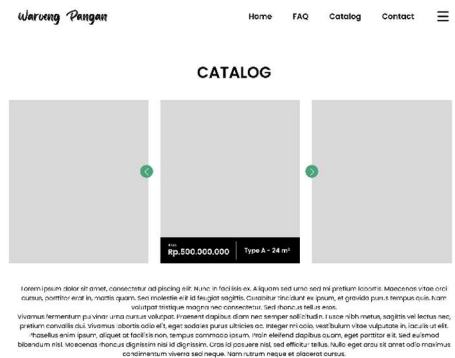 Warueng Pangan
Home FAQ Catalog Contact
CATALOG
Rp.500.000.000 Type A - 24 m²
Lorem ipsum dolor sit amet, consectetur ad piscing elit. Nunc in facilisis ex. Aliquam sed urna sed mi pretium lobortis. Maecenas vitae orci
cursus, porttitor erat in, mattis quam. Sed molestie elit id feugiat sagittis. Curabitur tincidunt ex ipsum, et gravida purus tempus quis. Nam
volutpat tristique magna nec consectetur. Sed rhoncus tellus eros.
Vivamus fermentum pulvinar urna cursus volutpat. Praesent dapibus diam nec semper sollicitudin. Fusce nibh metus, sagittis vel lectus nec,
pretium convallis dui. Vivamus lobortis odio elit, eget sodales purus ultricies ac. Integer mi odio, vestibulum vitae vulputate in, iaculis ut elit.
Phasellus enim ipsum, aliquet at facilisis non, tempus commodo ipsum. Proin eleifend dapibus quam, eget porttitor elit. Sed euismod
bibendum nisl. Maecenas rhoncus dignissim nisl id dignissim. Cras id posuere nisl, sed efficitur tellus. Nulla eget arcu sit amet odio maximus
condimentum viverra sed neque. Nam rutrum neque et placerat cursus.